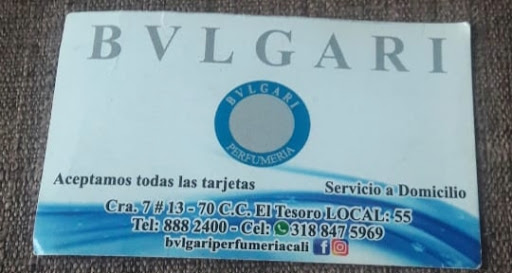 BVLGARI
BVLGARI
PERFUMERIA
Aceptamos todas las tarjetas
Servicio a Domicilio
Cra. 7 # 13 - 70 C.C. El Tesoro LOCAL: 55
Tel: 888 2400 - Cel: 318 847 5969
bvlgariperfumeriacali